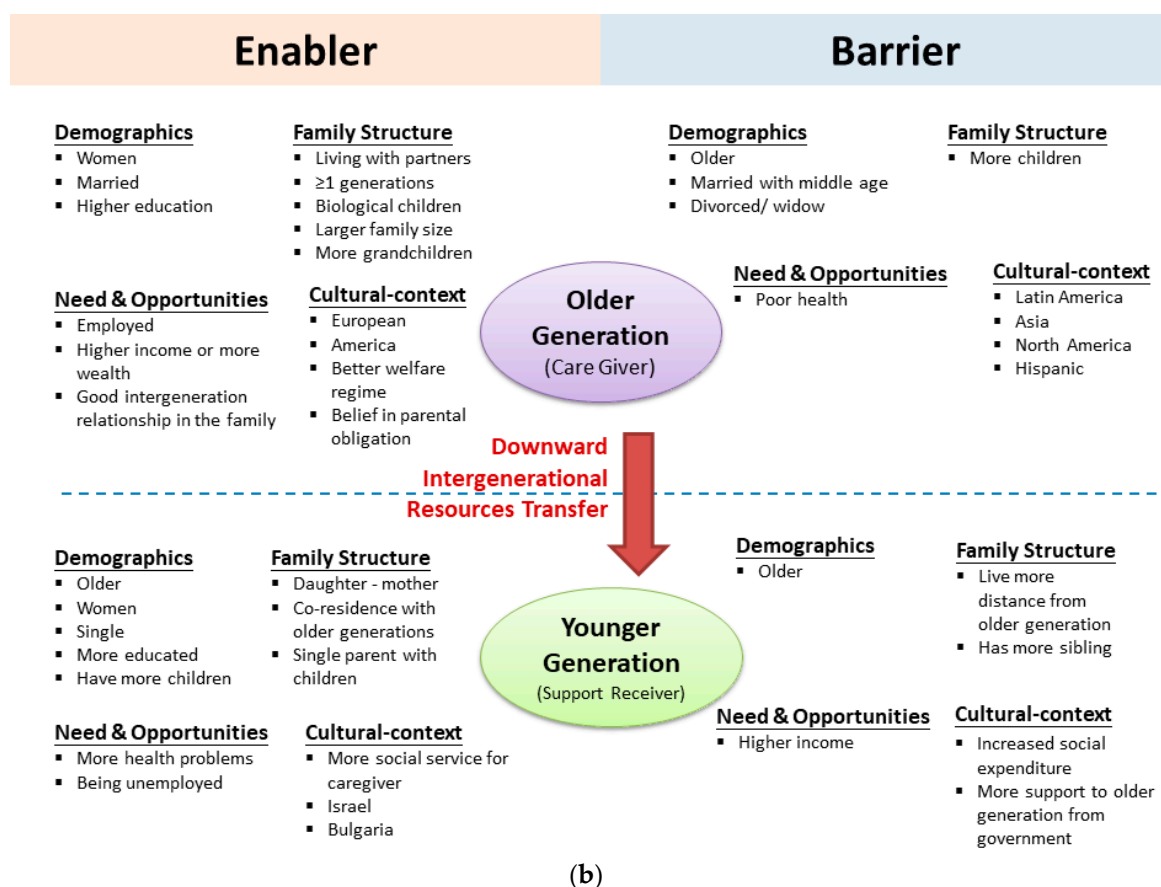 Enabler
Barrier
Demographics
▪ Women
▪ Married
▪ Higher education
Family Structure
▪ Living with partners
▪ ≥1 generations
▪ Biological children
▪ Larger family size
▪ More grandchildren
Need & Opportunities
▪ Employed
▪ Higher income or more
wealth
▪ Good intergeneration
relationship in the family
Cultural-context
▪ European
▪ America
▪ Better welfare
regime
▪ Belief in parental
obligation
Older
Generation
(Care Giver)
Demographics
▪ Older
▪ Married with middle age
▪ Divorced/ widow
Family Structure
▪ More children
Need & Opportunities
▪ Poor health
Cultural-context
▪ Latin America
▪ Asia
▪ North America
▪ Hispanic
Downward
Intergenerational
Resources Transfer
Demographics
▪ Older
▪ Women
▪ Single
▪ More educated
▪ Have more children
Family Structure
▪ Daughter - mother
▪ Co-residence with
older generations
▪ Single parent with
children
Need & Opportunities
▪ More health problems
▪ Being unemployed
Cultural-context
▪ More social service for
caregiver
▪ Israel
▪ Bulgaria
Younger
Generation
(Support Receiver)
Demographics
▪ Older
Family Structure
▪ Live more
distance from
older generation
▪ Has more sibling
Need & Opportunities
▪ Higher income
Cultural-context
▪ Increased social
expenditure
▪ More support to older
generation from
government
(b)